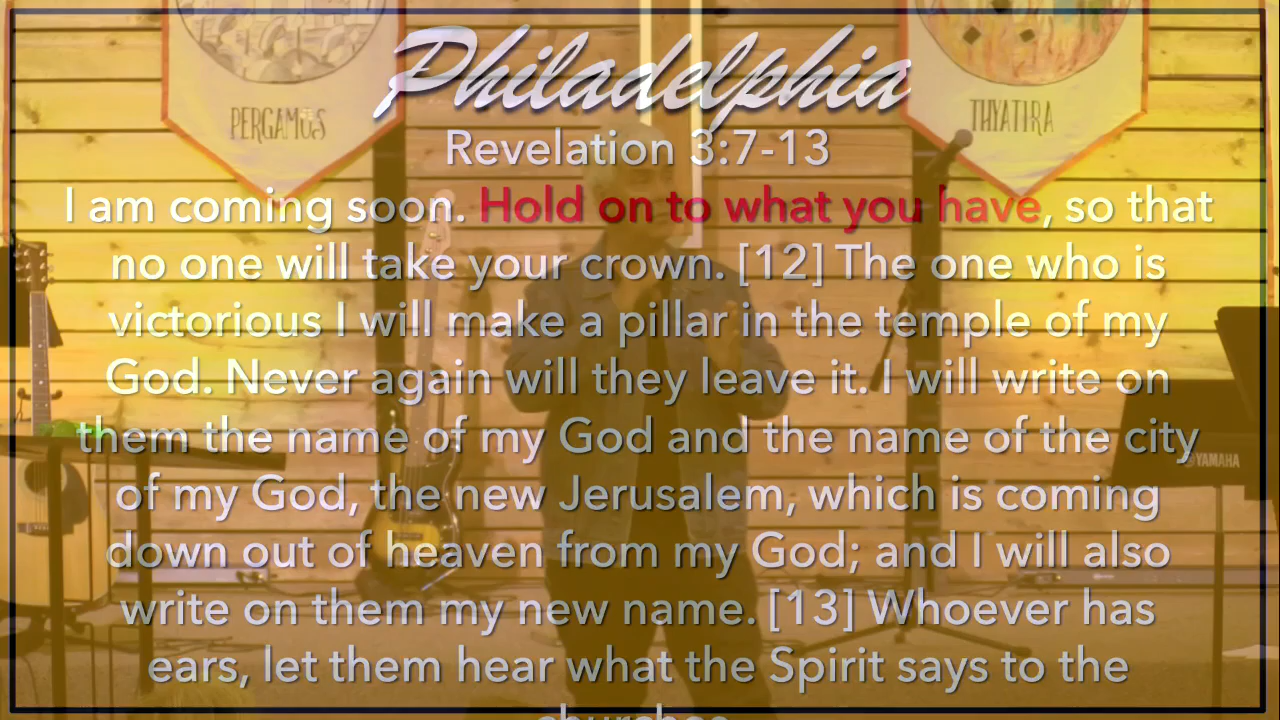 Philadelphia
PERGAMOS
THYATIRA
Revelation 3:7-13
I am coming soon. Hold on to what you have, so that
no one will take your crown. [12] The one who is
victorious I will make a pillar in the temple of my
God. Never again will they leave it. I will write on
them the name of my God and the name of the city
YAMAHA
of my God, the new Jerusalem, which is coming
down out of heaven from my God; and I will also
write on them my new name. [13] Whoever has
ears, let them hear what the Spirit says to the
churches.